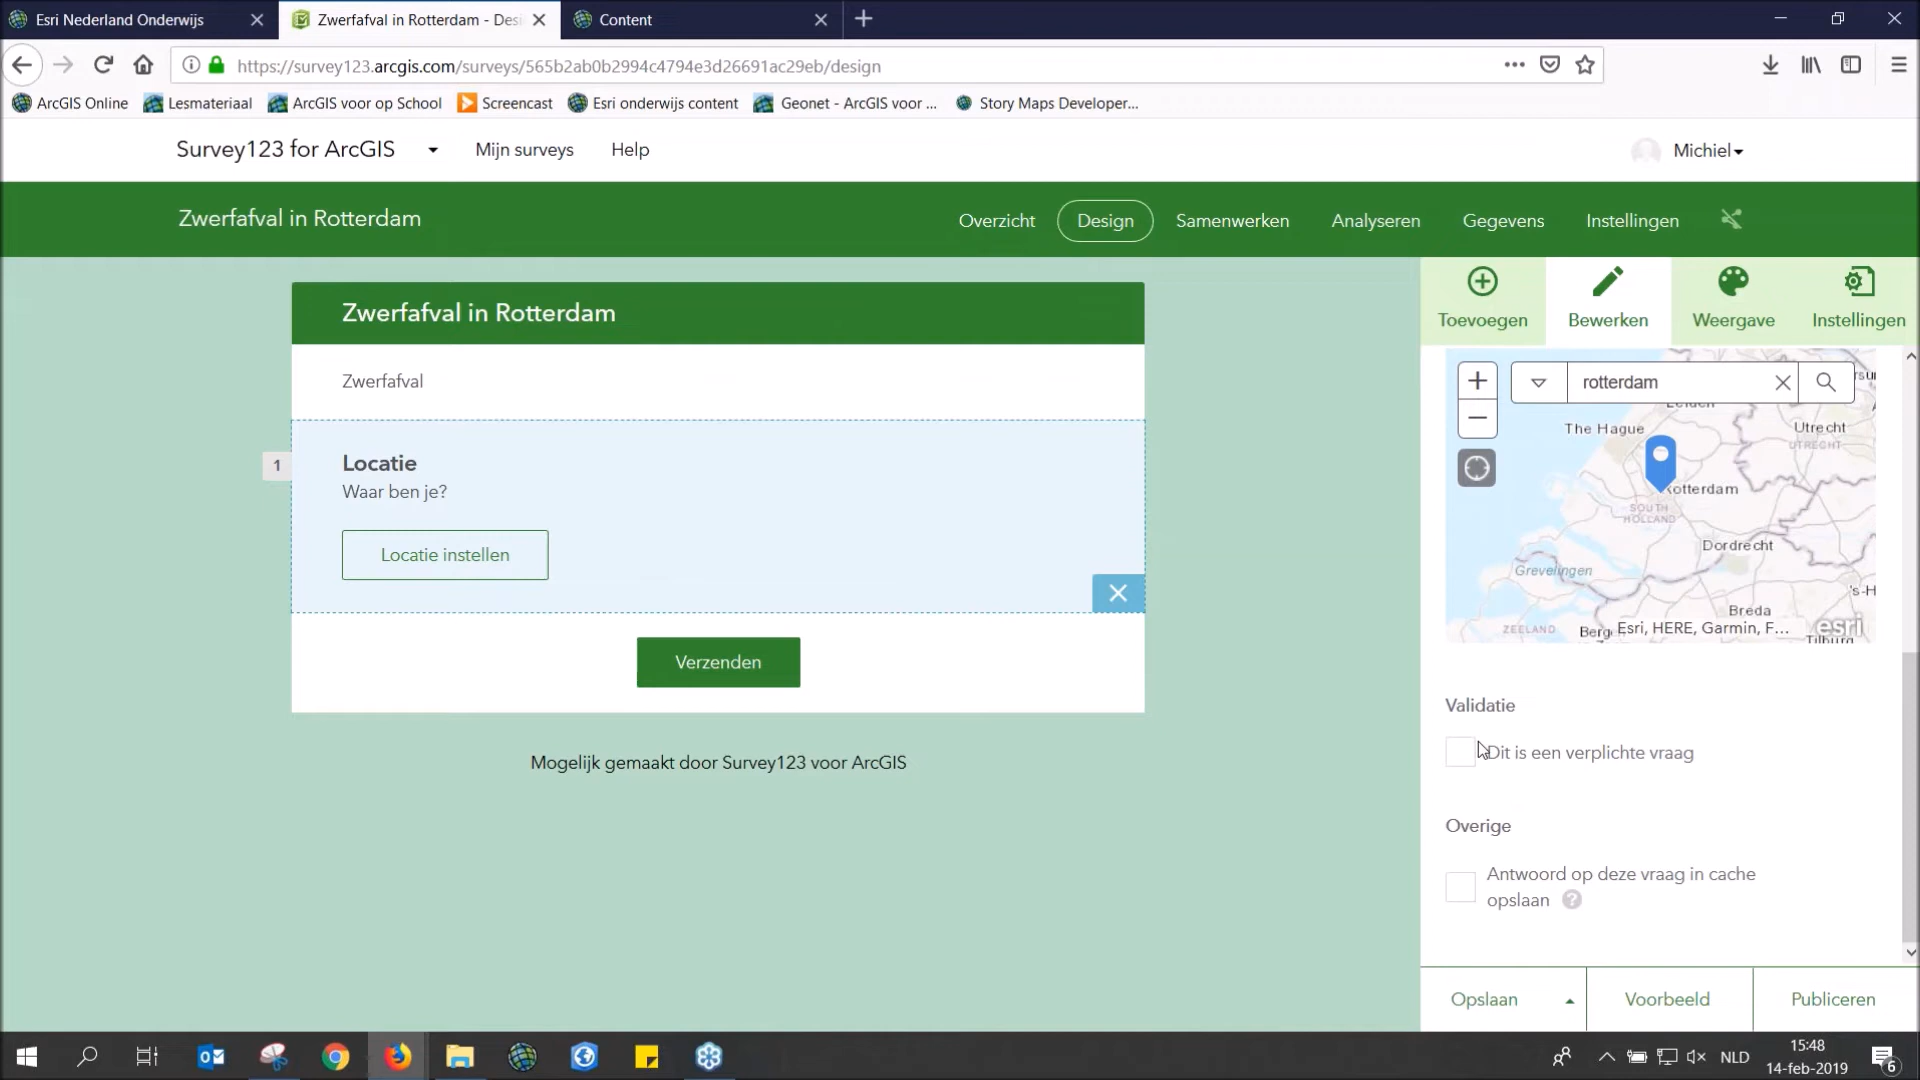 Esri Nederland Onderwijs
Zwerfafval in Rotterdam - Desi
Content
https://survey123.arcgis.com/surveys/565b2ab0b2994c4794e3d26691ac29eb/design
ArcGIS Online
Lesmateriaal
ArcGIS voor op School
Screencast
Esri onderwijs content
Geonet - ArcGIS voor ...
Story Maps Developer...
Survey123 for ArcGIS
Mijn surveys
Help
Michiel
Zwerfafval in Rotterdam
Overzicht
Design
Samenwerken
Analyseren
Gegevens
Instellingen
Toevoegen
Bewerken
Weergave
Instellingen
Zwerfafval in Rotterdam
Zwerfafval
1
Locatie
Waar ben je?
Locatie instellen
Verzenden
Mogelijk gemaakt door Survey123 voor ArcGIS
rotterdam
The Hague
Utrecht
UTRECHT
Rotterdam
SOUTH
HOLLAND
Dordrecht
Grevelingen
's-H
Breda
ZEELAND
Esri, HERE, Garmin, F...
esri
Tilburg
Validatie
Dit is een verplichte vraag
Overige
Antwoord op deze vraag in cache
opslaan ?
Opslaan
Voorbeeld
Publiceren
NLD
15:48
14-feb-2019
6